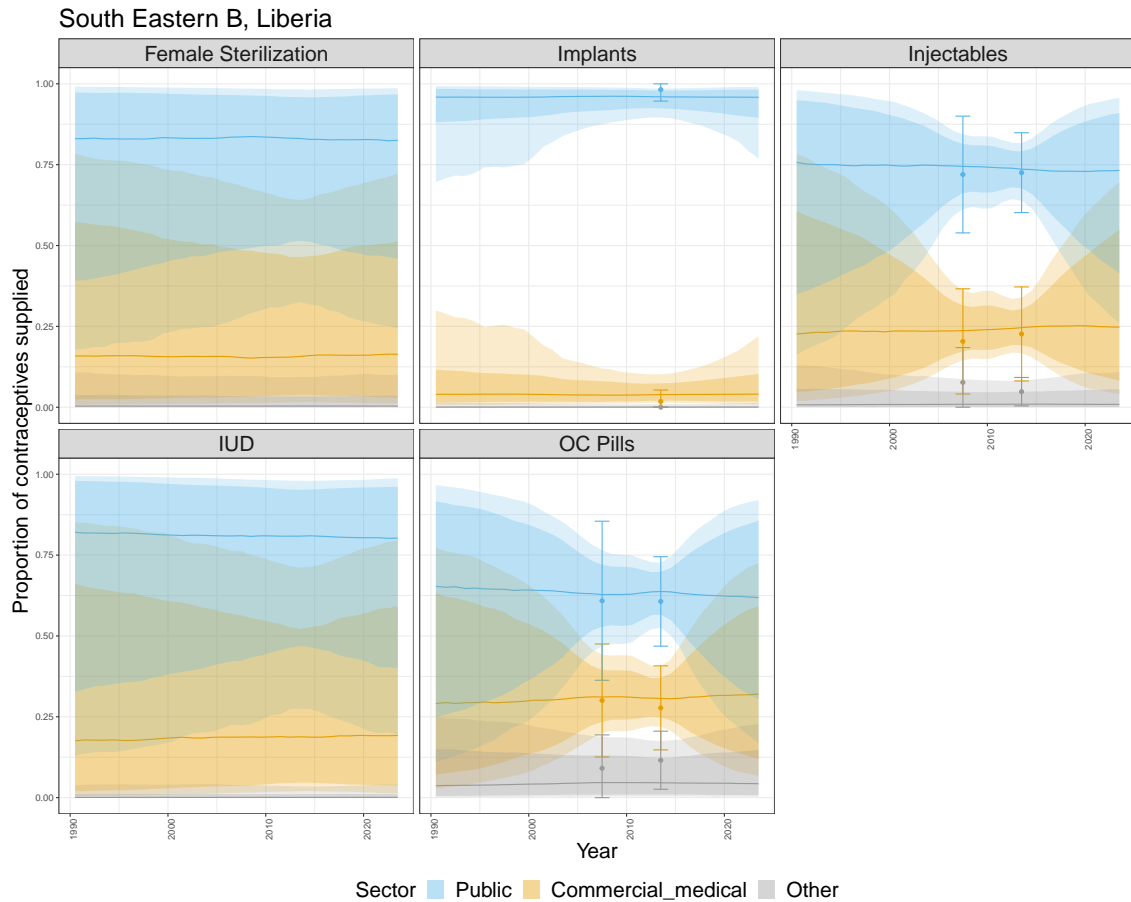 South Eastern B, Liberia
Female Sterilization
Implants
Injectables
Proportion of contraceptives supplied
1.00
0.75
0.50
0.25
0.00
1990
2000
2010
2020
IUD
OC Pills
1.00
0.75
0.50
0.25
0.00
1990
2000
2010
2020
1990
2000
2010
2020
Year
Sector Public Commercial_medical Other